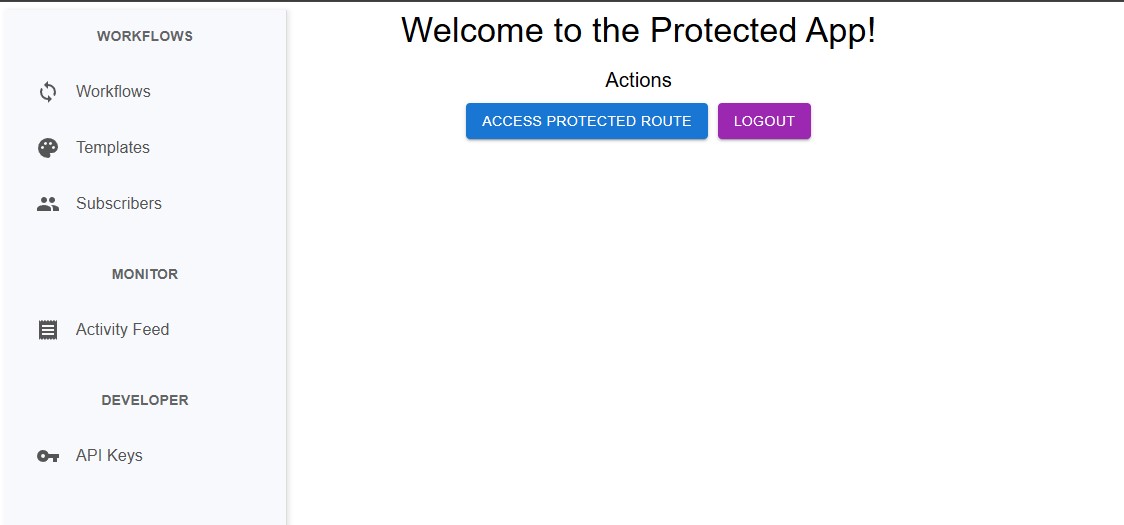 WORKFLOWS
Workflows
Templates
Subscribers
MONITOR
Activity Feed
DEVELOPER
API Keys
Welcome to the Protected App!
Actions
ACCESS PROTECTED ROUTE
LOGOUT